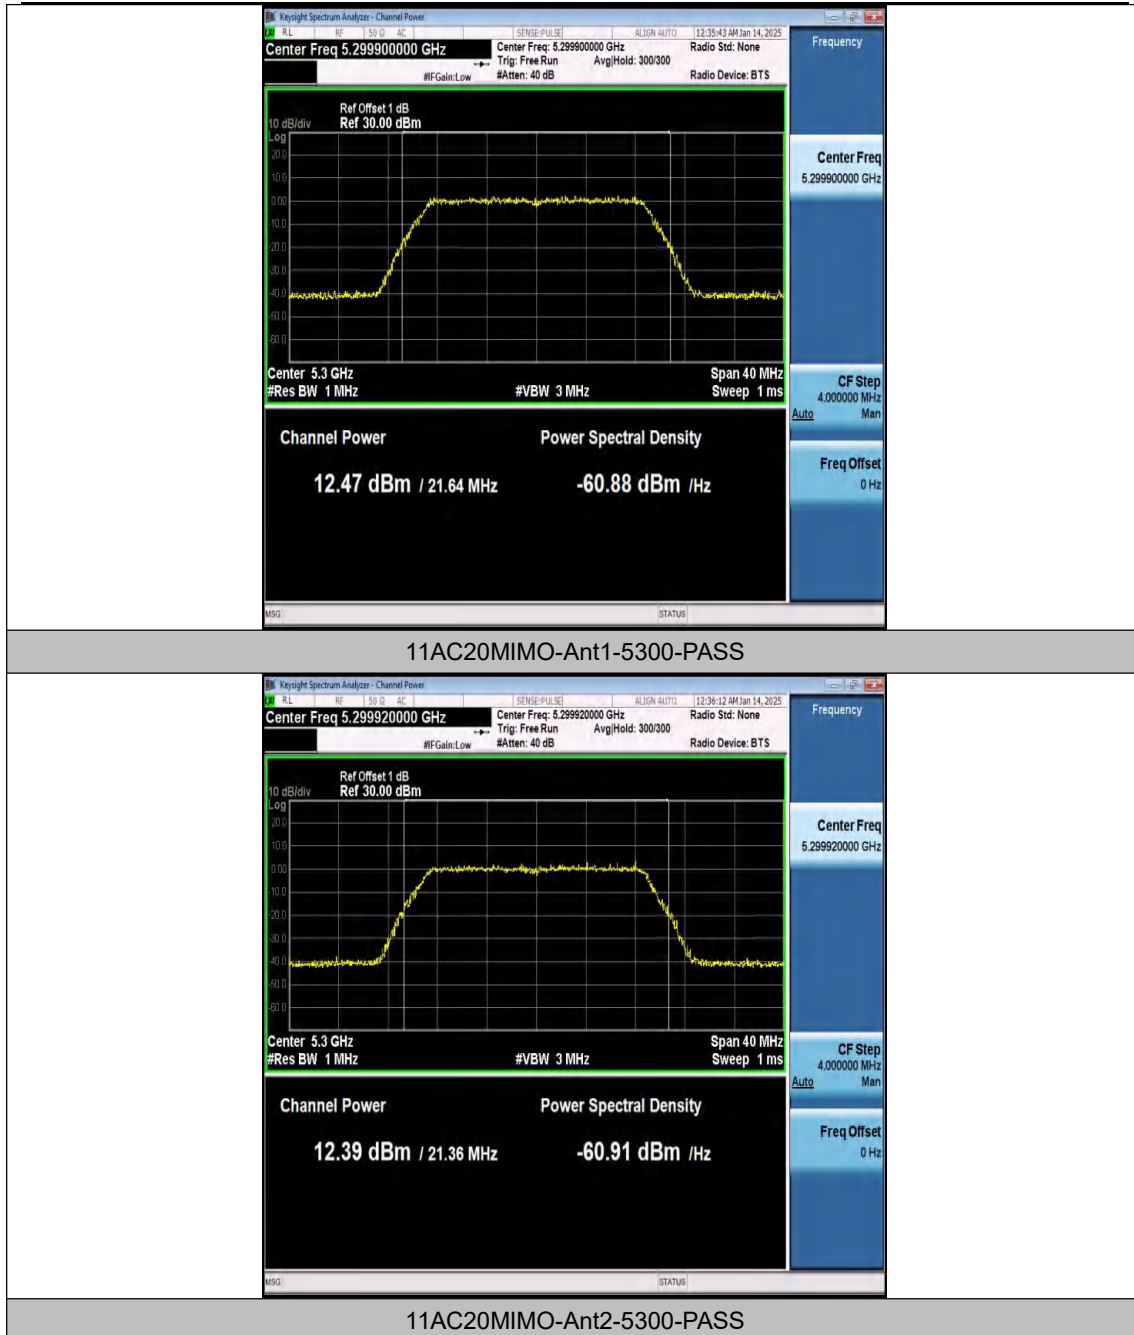 Keysight Spectrum Analyzer - Channel Power
RL RF 50 Ω AC SENSE:PULSE ALIGN AUTO 12:35:43 AM Jan 14, 2025
Center Freq 5.299900000 GHz
Center Freq: 5.299900000 GHz Radio Std: None
Trig: Free Run Avg|Hold: 300/300
#IFGain:Low #Atten: 40 dB Radio Device: BTS
Frequency
Ref Offset 1 dB
10 dB/div Ref 30.00 dBm
Log
20.0
10.0
0.00
-10.0
-20.0
-30.0
-40.0
-50.0
-60.0
Center Freq
5.299900000 GHz
Center 5.3 GHz Span 40 MHz
#Res BW 1 MHz #VBW 3 MHz Sweep 1 ms
CF Step
4.000000 MHz
Auto Man
Channel Power Power Spectral Density
12.47 dBm / 21.64 MHz -60.88 dBm /Hz
Freq Offset
0 Hz
MSG STATUS
11AC20MIMO-Ant1-5300-PASS
Keysight Spectrum Analyzer - Channel Power
RL RF 50 Ω AC SENSE:PULSE ALIGN AUTO 12:36:12 AM Jan 14, 2025
Center Freq 5.299920000 GHz
Center Freq: 5.299920000 GHz Radio Std: None
Trig: Free Run Avg|Hold: 300/300
#IFGain:Low #Atten: 40 dB Radio Device: BTS
Frequency
Ref Offset 1 dB
10 dB/div Ref 30.00 dBm
Log
20.0
10.0
0.00
-10.0
-20.0
-30.0
-40.0
-50.0
-60.0
Center Freq
5.299920000 GHz
Center 5.3 GHz Span 40 MHz
#Res BW 1 MHz #VBW 3 MHz Sweep 1 ms
CF Step
4.000000 MHz
Auto Man
Channel Power Power Spectral Density
12.39 dBm / 21.36 MHz -60.91 dBm /Hz
Freq Offset
0 Hz
MSG STATUS
11AC20MIMO-Ant2-5300-PASS